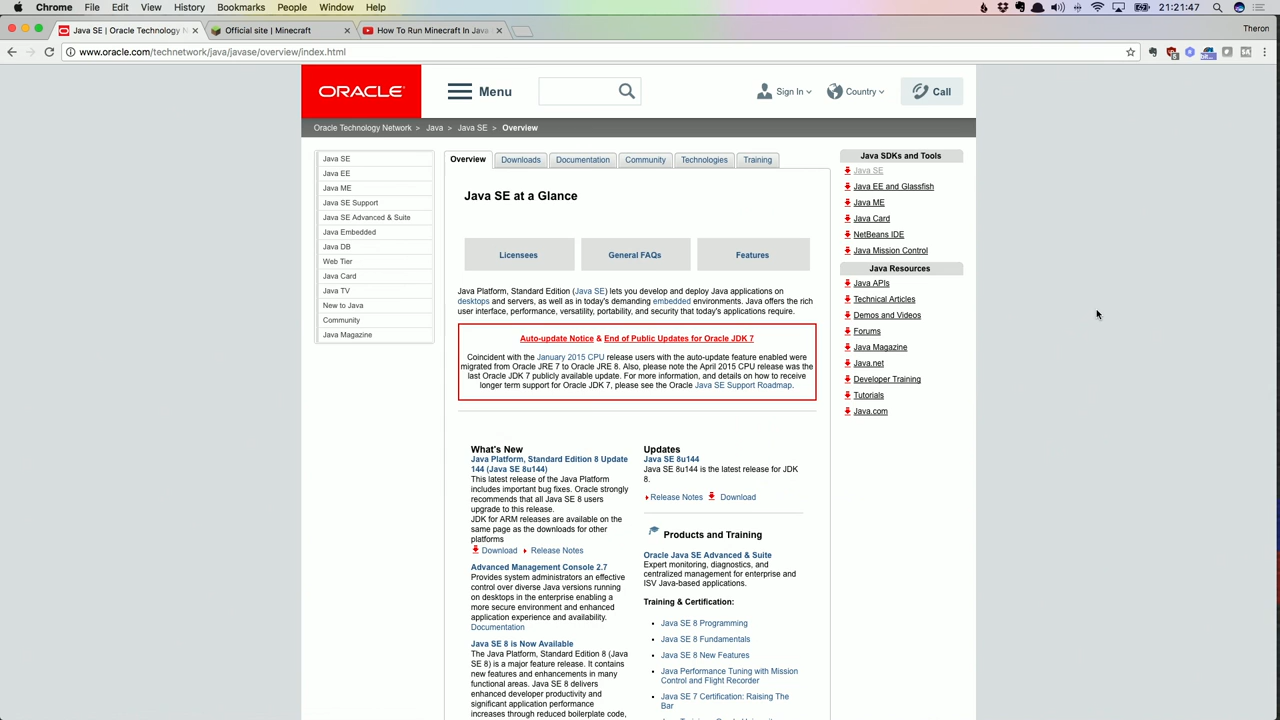 Chrome File Edit View History Bookmarks People Window Help
21:21:47
Java SE | Oracle Technology N
Official site | Minecraft
How To Run Minecraft In Java
Theron
www.oracle.com/technetwork/java/javase/overview/index.html
ORACLE
Menu
Sign In
Country
Call
Oracle Technology Network > Java > Java SE > Overview
Java SE
Java EE
Java ME
Java SE Support
Java SE Advanced & Suite
Java Embedded
Java DB
Web Tier
Java Card
Java TV
New to Java
Community
Java Magazine
Overview
Downloads
Documentation
Community
Technologies
Training
Java SE at a Glance
Licensees
General FAQs
Features
Java Platform, Standard Edition (Java SE) lets you develop and deploy Java applications on
desktops and servers, as well as in today's demanding embedded environments. Java offers the rich
user interface, performance, versatility, portability, and security that today's applications require.
Auto-update Notice & End of Public Updates for Oracle JDK 7
Coincident with the January 2015 CPU release users with the auto-update feature enabled were
migrated from Oracle JRE 7 to Oracle JRE 8. Also, please note the April 2015 CPU release was the
last Oracle JDK 7 publicly available update. For more information, and details on how to receive
longer term support for Oracle JDK 7, please see the Oracle Java SE Support Roadmap.
What's New
Java Platform, Standard Edition 8 Update
144 (Java SE 8u144)
This latest release of the Java Platform
includes important bug fixes. Oracle strongly
recommends that all Java SE 8 users
upgrade to this release.
JDK for ARM releases are available on the
same page as the downloads for other
platforms
Download Release Notes
Advanced Management Console 2.7
Provides system administrators an effective
control over diverse Java versions running
on desktops in the enterprise enabling a
more secure environment and enhanced
application experience and availability.
Documentation
Java SE 8 is Now Available
The Java Platform, Standard Edition 8 (Java
SE 8) is a major feature release. It contains
new features and enhancements in many
functional areas. Java SE 8 delivers
enhanced developer productivity and
significant application performance
increases through reduced boilerplate code,
Updates
Java SE 8u144
Java SE 8u144 is the latest release for JDK
8.
Release Notes Download
Products and Training
Oracle Java SE Advanced & Suite
Expert monitoring, diagnostics, and
centralized management for enterprise and
ISV Java-based applications.
Training & Certification:
Java SE 8 Programming
Java SE 8 Fundamentals
Java SE 8 New Features
Java Performance Tuning with Mission
Control and Flight Recorder
Java SE 7 Certification: Raising The
Bar
Java SDKs and Tools
Java SE
Java EE and Glassfish
Java ME
Java Card
NetBeans IDE
Java Mission Control
Java Resources
Java APIs
Technical Articles
Demos and Videos
Forums
Java Magazine
Java.net
Developer Training
Tutorials
Java.com